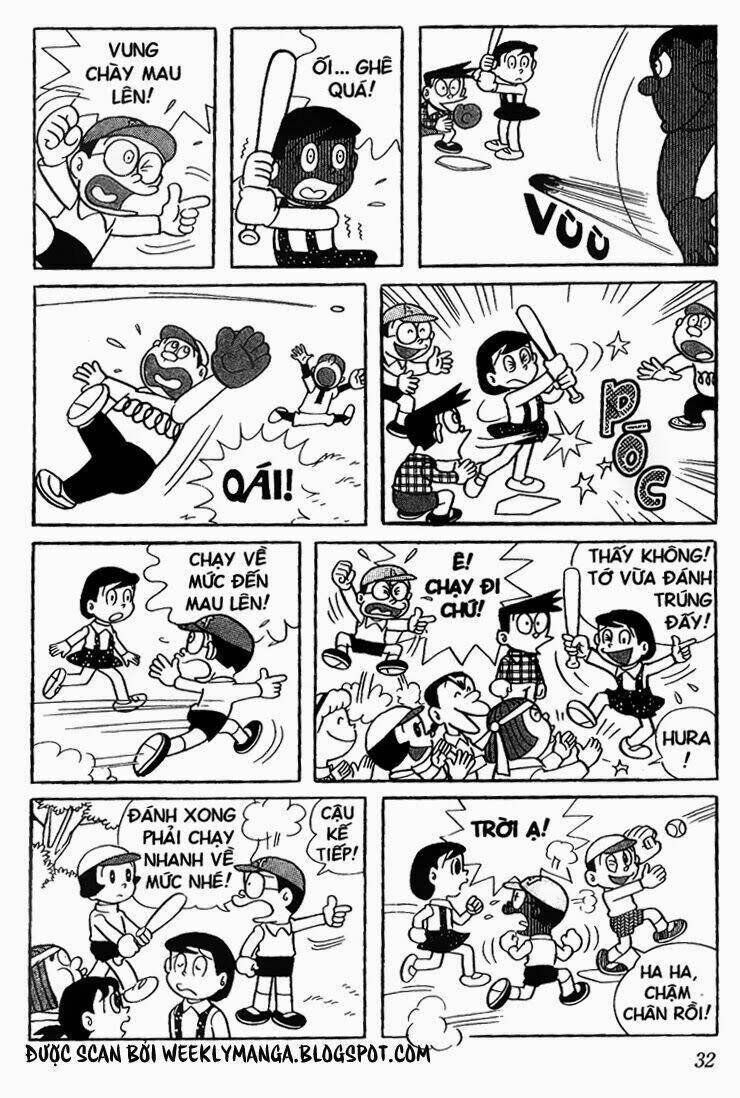 VUNG
CHÀY MAU
LÊN!
ỐI... GHÊ
QUÁ!
VÙÙ
OÁI!
PỐC
CHẠY VỀ
MỨC ĐẾN
MAU LÊN!
Ê!
CHẠY ĐI
CHỨ!
THẤY KHÔNG!
TỚ VỪA ĐÁNH
TRÚNG
ĐẤY!
HURA
!
ĐÁNH XONG
PHẢI CHẠY
NHANH VỀ
MỨC NHÉ!
CẬU
KẾ
TIẾP!
TRỜI Ạ!
HA HA,
CHẬM
CHÂN RỒI!
ĐƯỢC SCAN BỞI WEEKLYMANGA.BLOGSPOT.COM
32